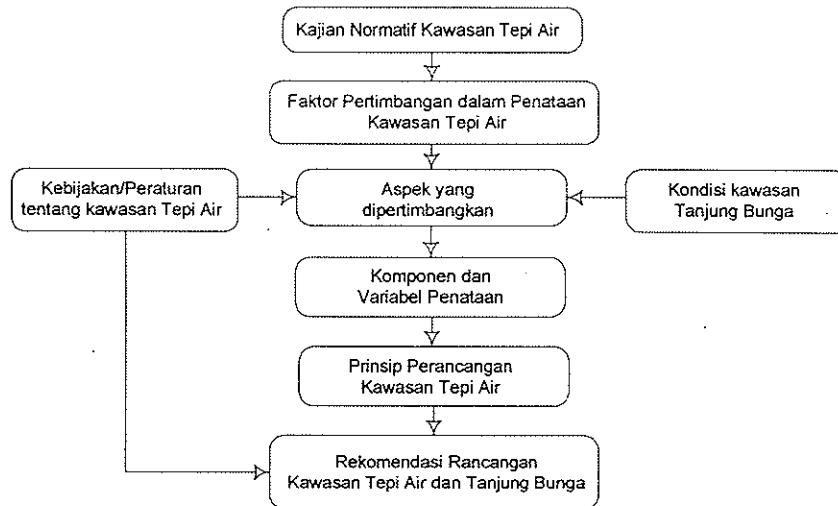 Kajian Normatif Kawasan Tepi Air
Faktor Pertimbangan dalam Penataan
Kawasan Tepi Air
Kebijakan/Peraturan
tentang kawasan Tepi Air
Aspek yang
dipertimbangkan
Kondisi kawasan
Tanjung Bunga
Komponen dan
Variabel Penataan
Prinsip Perancangan
Kawasan Tepi Air
Rekomendasi Rancangan
Kawasan Tepi Air dan Tanjung Bunga